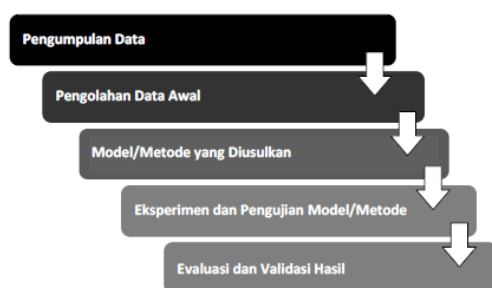 Pengumpulan Data
Pengolahan Data Awal
Model/Metode yang Diusulkan
Eksperimen dan Pengujian Model/Metode
Evaluasi dan Validasi Hasil